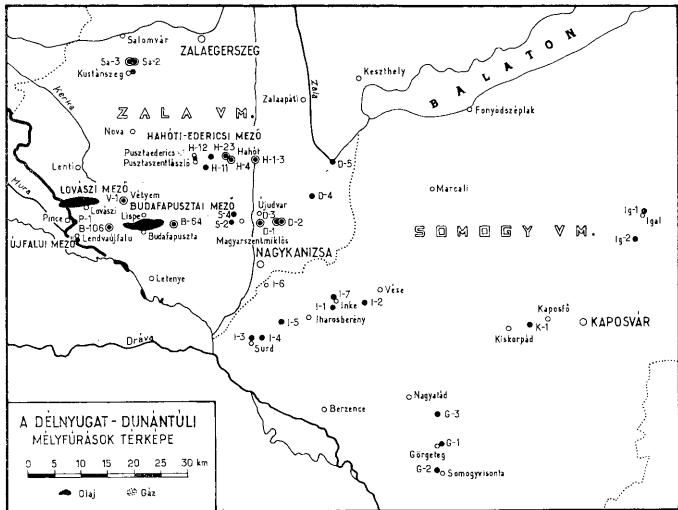 Salomvár
ZALAEGERSZEG
Sa-3 Sa-2
Kustánszeg
Kerka
ZALA VM.
Zala
Zalaapáti
Keszthely
BALATON
Fonyódszéplak
Nova
HAHÓTI-EDERICSI MEZŐ
H-12 H-23
Pusztaederics
Hahót
H-1-3
Pusztaszentlászló
H-11
H-4
D-5
Lenti
Mura
LOVÁSZI MEZŐ
V-1
Vétyem
BUDAFAPUSZTAI MEZŐ
Újudvar
D-4
Marcali
Lovászi
Lispe
S-4
D-3
Pince
P-1
B-64
S-2
D-2
B-106
D-1
Magyarszentmiklós
ÚJFALUI MEZŐ
Lendvaújfalu
Budafapuszta
Ig-1
Igal
Ig-2
SOMOGY VM.
NAGYKANIZSA
Letenye
I-6
I-7
Vése
I-1
Inke
I-2
I-5
Iharosberény
Kaposfő
K-1
KAPOSVÁR
Kiskorpád
Dráva
I-3
I-4
Surd
Nagyatád
Berzence
G-3
G-1
Görgeteg
G-2
Somogyvisonta
A DÉLNYUGAT-DUNÁNTÚLI
MÉLYFÚRÁSOK TÉRKÉPE
0 5 10 15 20 25 30 km
Olaj
Gáz